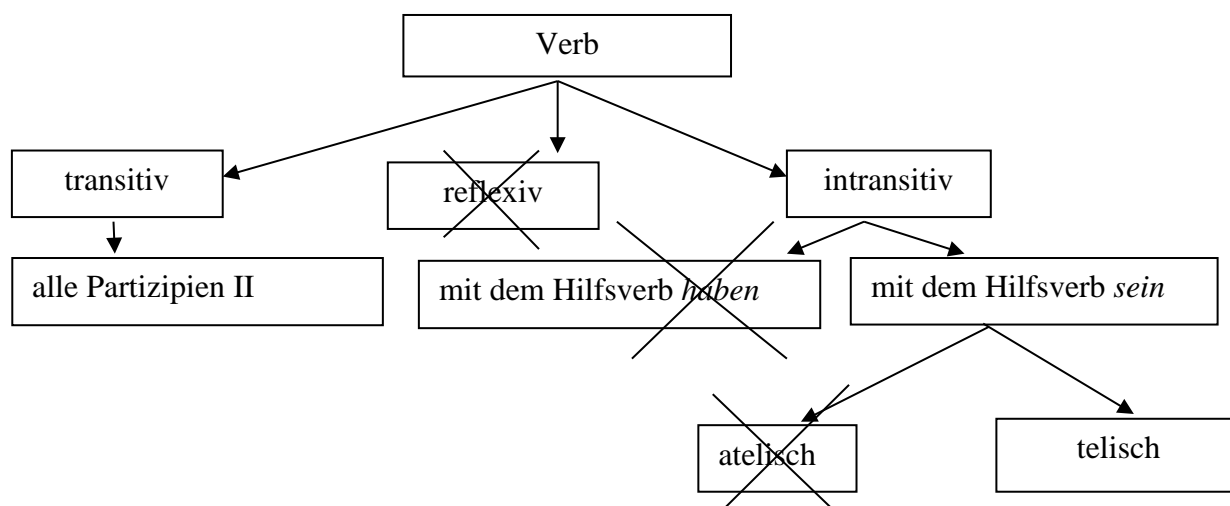 Verb
transitiv
reflexiv
intransitiv
alle Partizipien II
mit dem Hilfsverb haben
mit dem Hilfsverb sein
atelisch
telisch